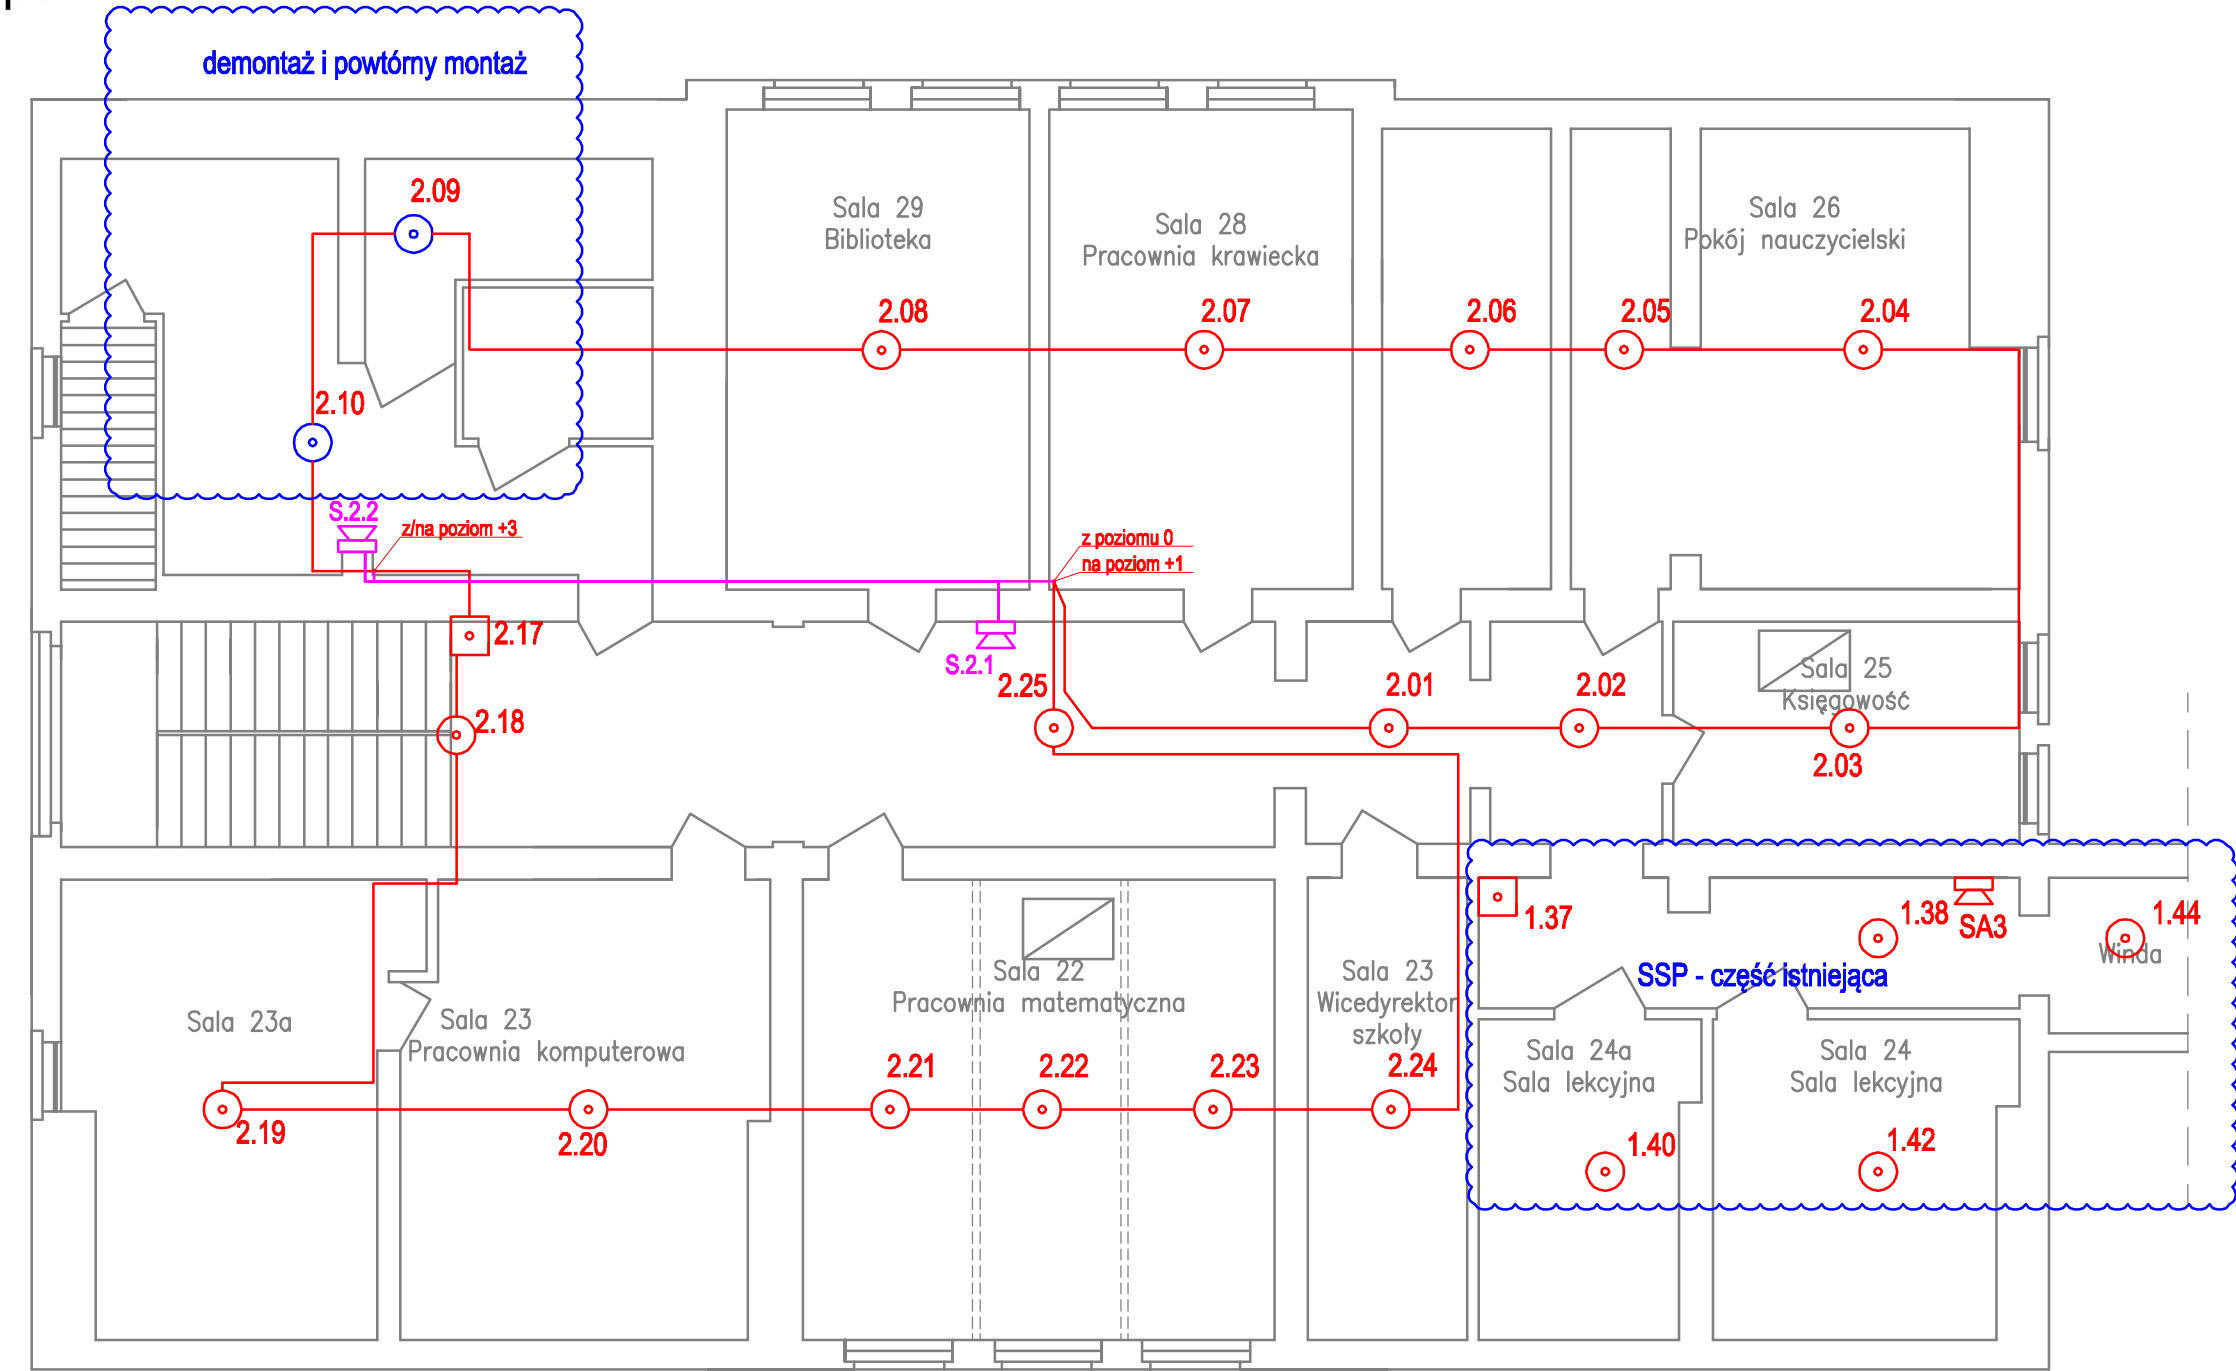 demontaż i powtórny montaż
2.09
Sala 29
Biblioteka
Sala 28
Pracownia krawiecka
Sala 26
Pokój nauczycielski
2.08
2.07
2.06
2.05
2.04
2.10
S.2.2
z/na poziom +3
z poziomu 0
na poziom +1
2.17
S.2.1
2.25
2.01
2.02
Sala 25
Księgowość
2.18
2.03
1.37
1.38
SA3
1.44
Winda
SSP - część istniejąca
Sala 23a
Sala 23
Pracownia komputerowa
Sala 22
Pracownia matematyczna
Sala 23
Wicedyrektor
szkoły
Sala 24a
Sala lekcyjna
Sala 24
Sala lekcyjna
2.21
2.22
2.23
2.24
2.19
2.20
1.40
1.42